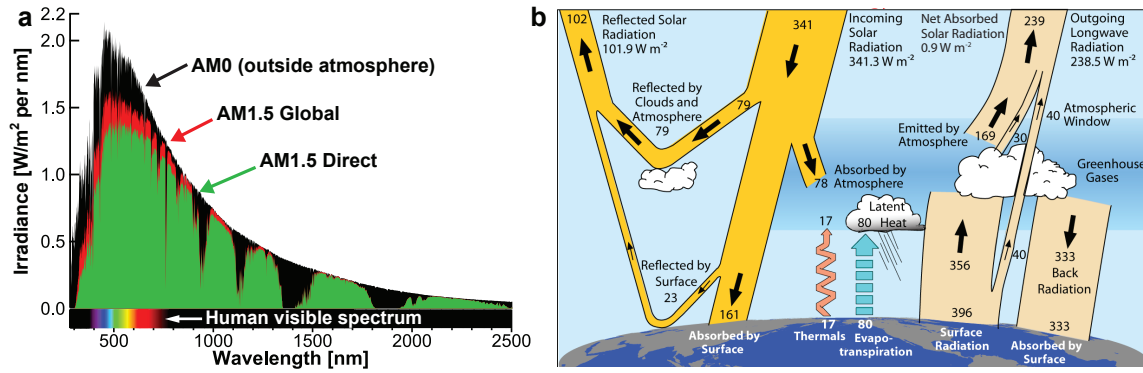 a
Irradiance [W/m² per nm]
2.2
2.0
1.5
1.0
0.5
0.0
AM0 (outside atmosphere)
AM1.5 Global
AM1.5 Direct
Human visible spectrum
500
1000
1500
2000
2500
Wavelength [nm]
b
102
Reflected Solar
Radiation
101.9 W m⁻²
341
Incoming
Solar
Radiation
341.3 W m⁻²
Net Absorbed
Solar Radiation
0.9 W m⁻²
239
Outgoing
Longwave
Radiation
238.5 W m⁻²
Reflected by
Clouds and
Atmosphere
79
79
Emitted by
Atmosphere
169
30
40
Atmospheric
Window
78
Absorbed by
Atmosphere
Greenhouse
Gases
17
Latent
80 Heat
Reflected by
Surface
23
356
40
333
Back
Radiation
161
Absorbed by
Surface
17
Thermals
80
Evapo-
transpiration
396
Surface
Radiation
333
Absorbed by
Surface